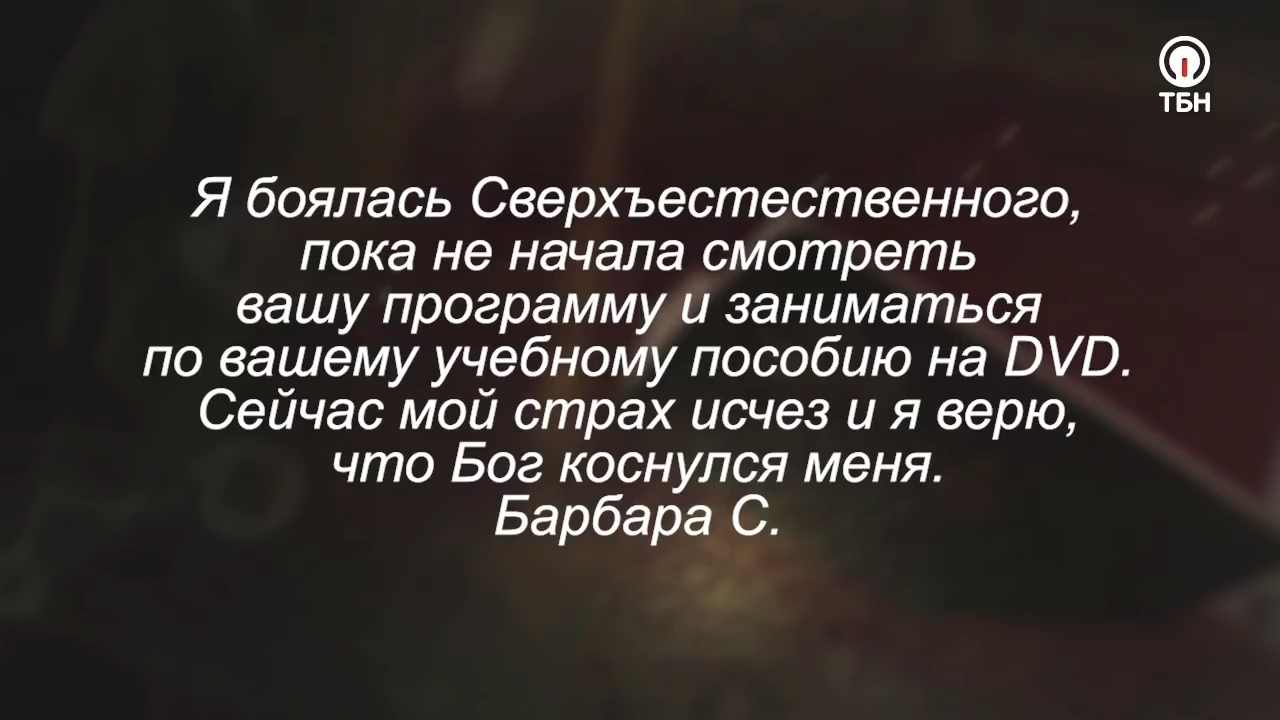 ТБН
Я боялась Сверхъестественного,
пока не начала смотреть
вашу программу и заниматься
по вашему учебному пособию на DVD.
Сейчас мой страх исчез и я верю,
что Бог коснулся меня.
Барбара С.